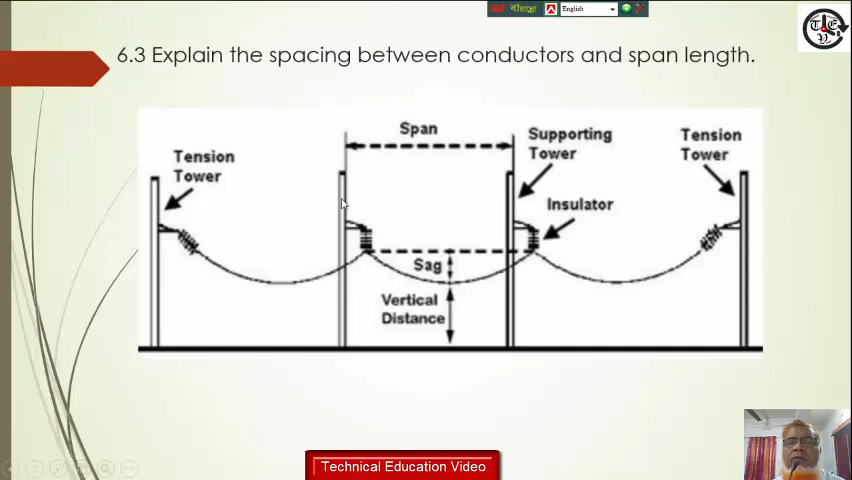 বাংলা
English
T E
V
6.3 Explain the spacing between conductors and span length.
Span
Tension
Tower
Supporting
Tower
Tension
Tower
Insulator
Sag
Vertical
Distance
Technical Education Video